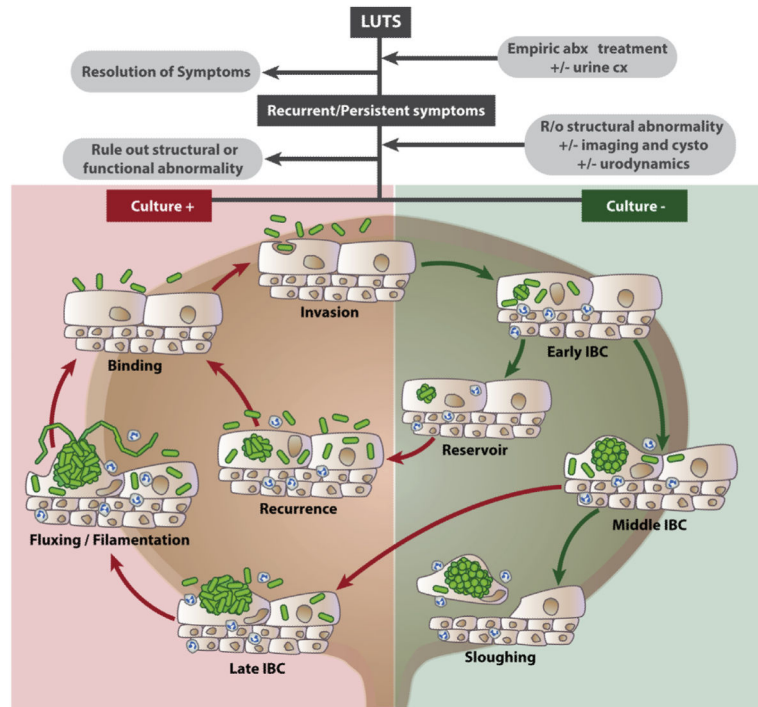 LUTS
Empiric abx treatment
+/- urine cx
Resolution of Symptoms
Recurrent/Persistent symptoms
R/o structural abnormality
+/- imaging and cysto
+/- urodynamics
Rule out structural or
functional abnormality
Culture +
Culture -
Invasion
Binding
Early IBC
Reservoir
Recurrence
Fluxing / Filamentation
Middle IBC
Late IBC
Sloughing